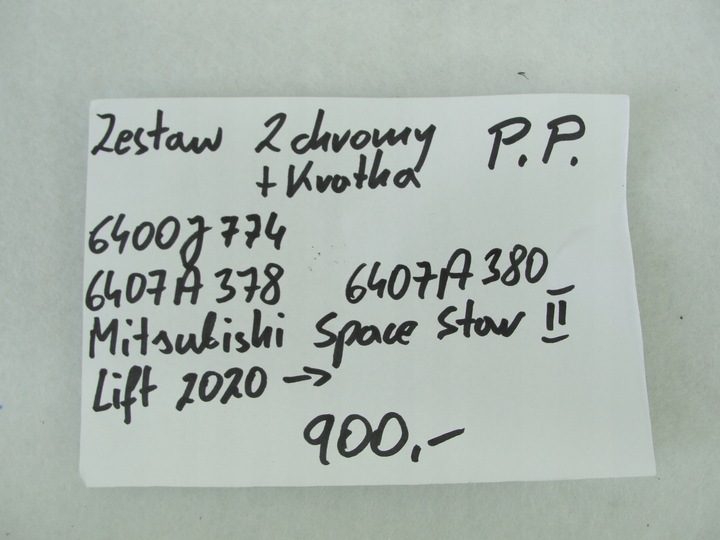 Zestaw 2 chromy P.P.
+ Kratka
6400J774
6407A378 6407A380
Mitsubishi Space Star II
Lift 2020 →
900,-